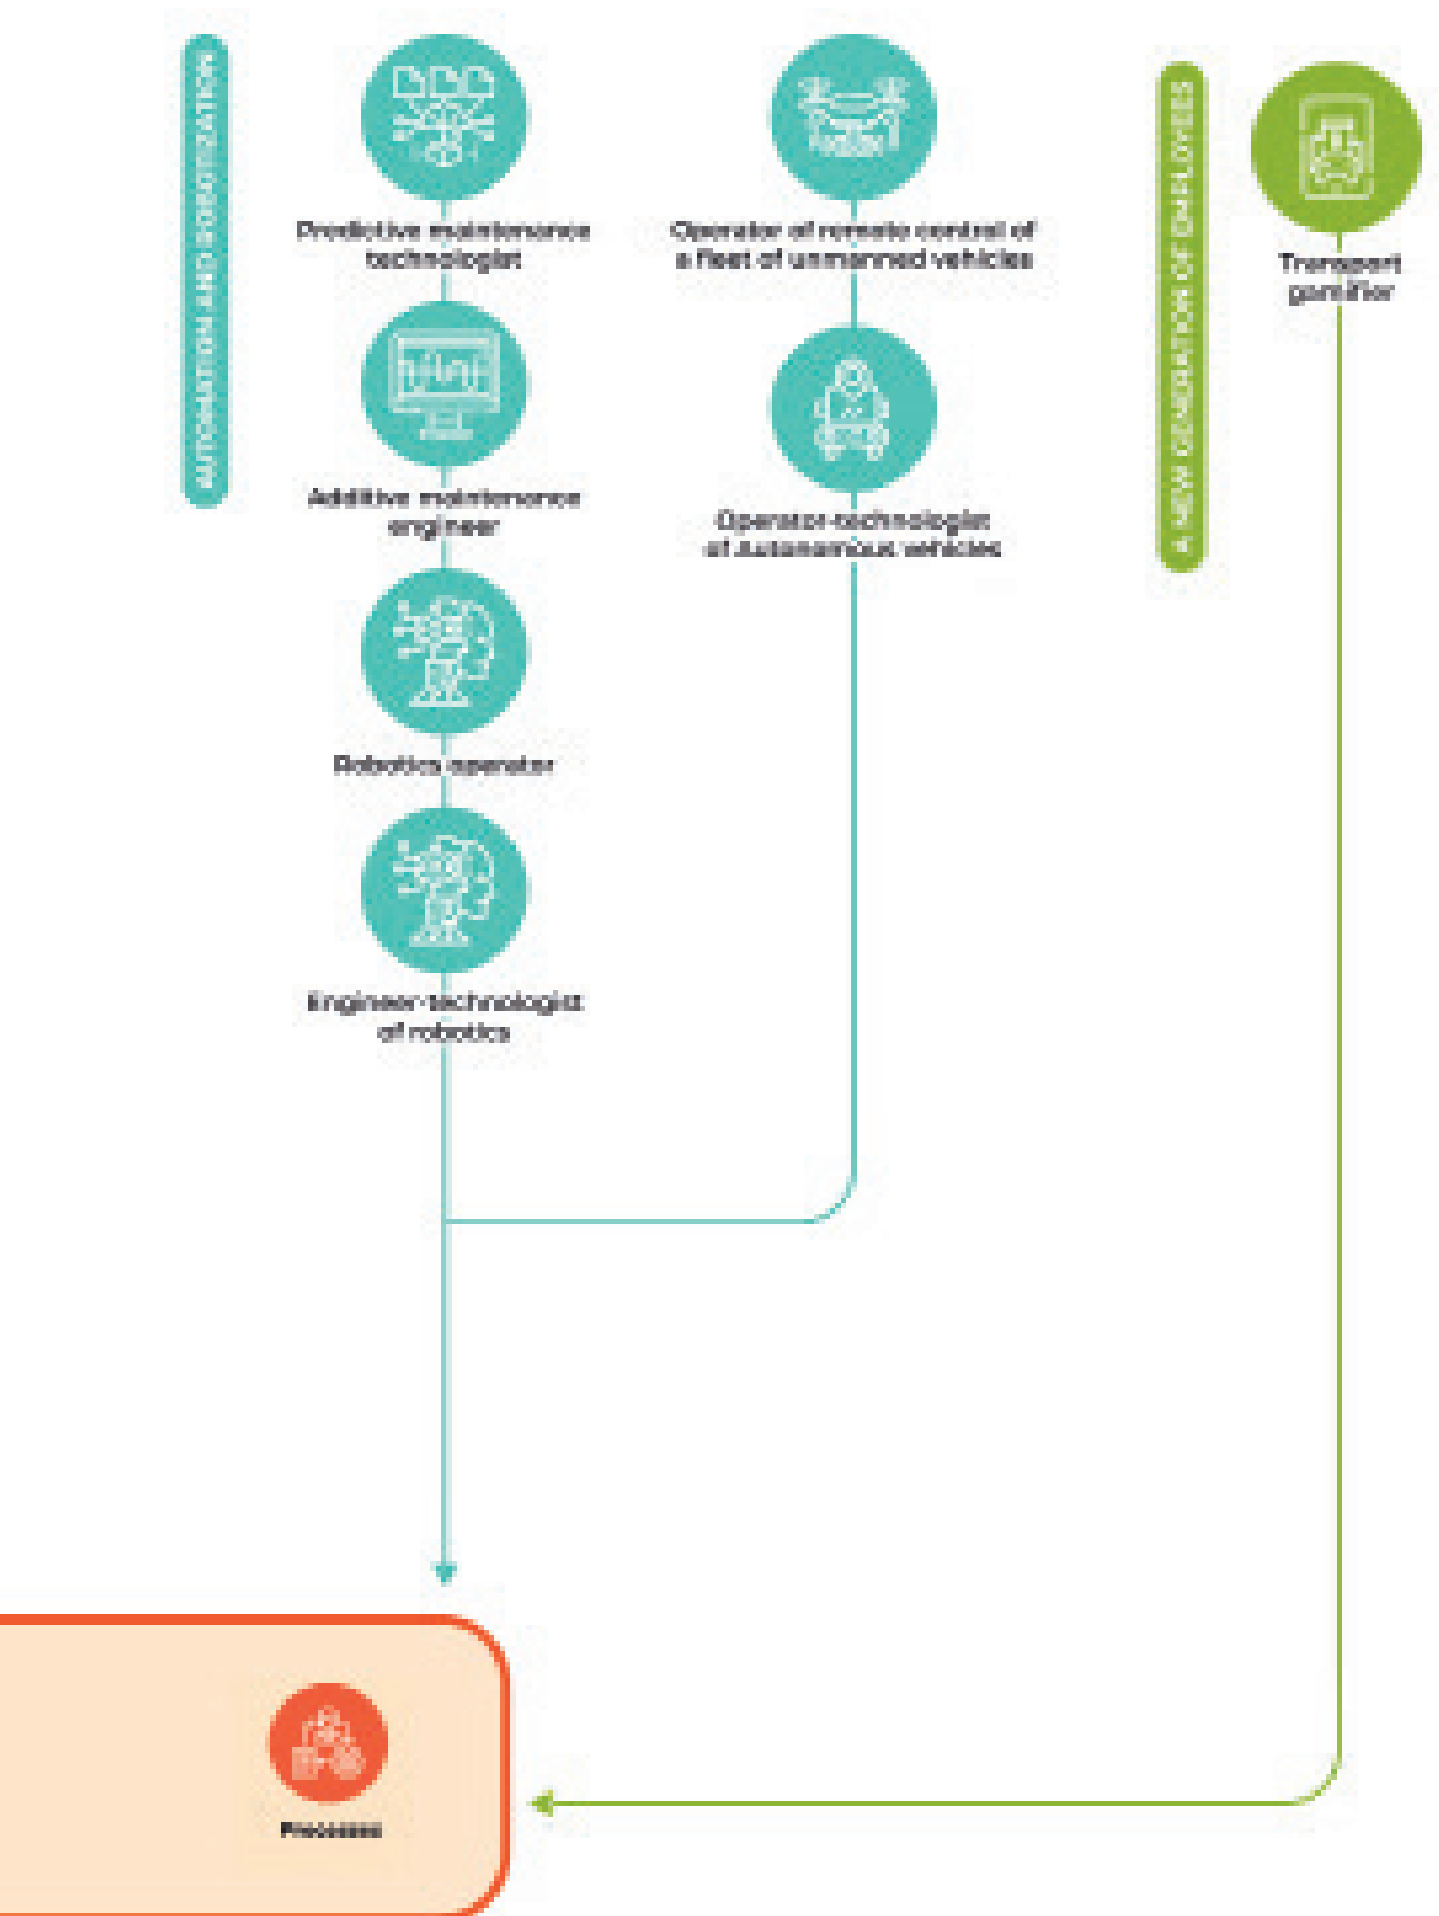 AUTOMATION AND ROBOTIZATION
Predictive maintenance
technologist
Additive maintenance
engineer
Robotics operator
Engineer-technologist
of robotics
Operator of remote control of
a fleet of unmanned vehicles
Operator-technologist
of Autonomous vehicles
A NEW GENERATION OF EMPLOYEES
Transport
gamifier
Processes